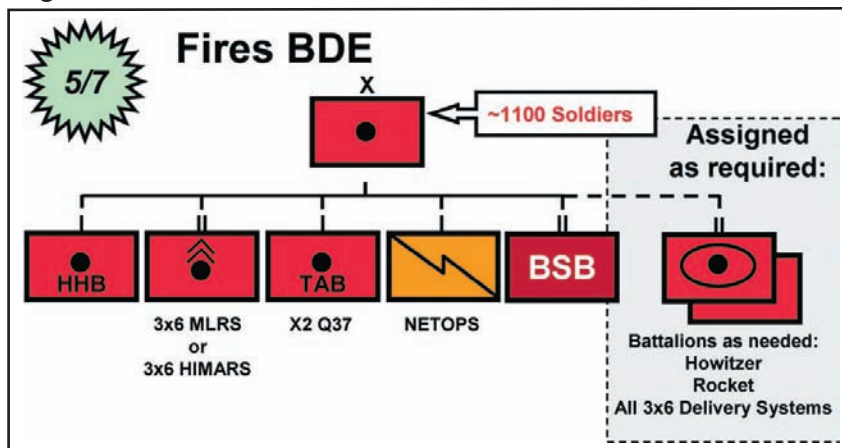 5/7
Fires BDE
X
~1100 Soldiers
Assigned
as required:
I
II
I
I
II
II
HHB
TAB
BSB
3x6 MLRS
or
3x6 HIMARS
X2 Q37
NETOPS
Battalions as needed:
Howitzer
Rocket
All 3x6 Delivery Systems